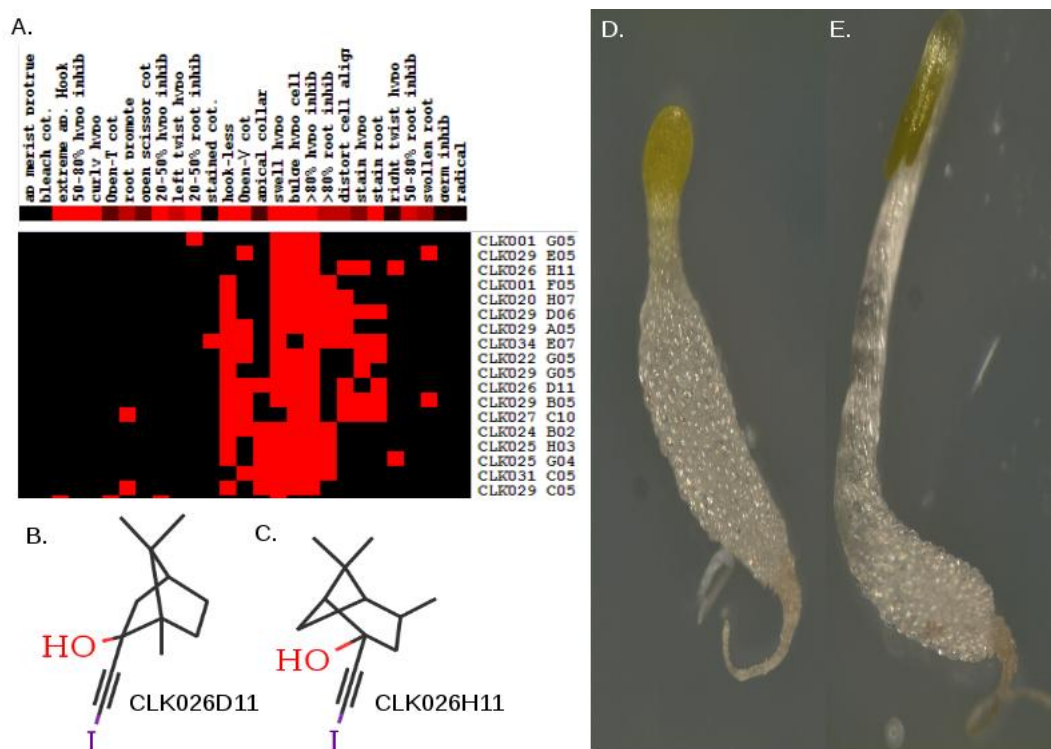 A.
ap merist protrue
bleach cot.
extreme ap. Hook
50-80% hypo inhib
curly hypo
Open-T cot
root promote
open scissor cot
20-50% hypo inhib
left twist hypo
20-50% root inhib
stained cot.
hook-less
Open-V cot
apical collar
swell hypo
bulge hypo cell
>80% hypo inhib
>80% root inhib
distort cell align
stain hypo
stain root
right twist hypo
50-80% root inhib
swollen root
germ inhib
radical
CLK001 G05
CLK029 E05
CLK026 H11
CLK001 F05
CLK020 H07
CLK029 D06
CLK029 A05
CLK034 E07
CLK022 G05
CLK029 G05
CLK026 D11
CLK029 B05
CLK027 C10
CLK024 B02
CLK025 H03
CLK025 G04
CLK031 C05
CLK029 C05
B.
HO
I
CLK026D11
C.
HO
I
CLK026H11
D.
E.